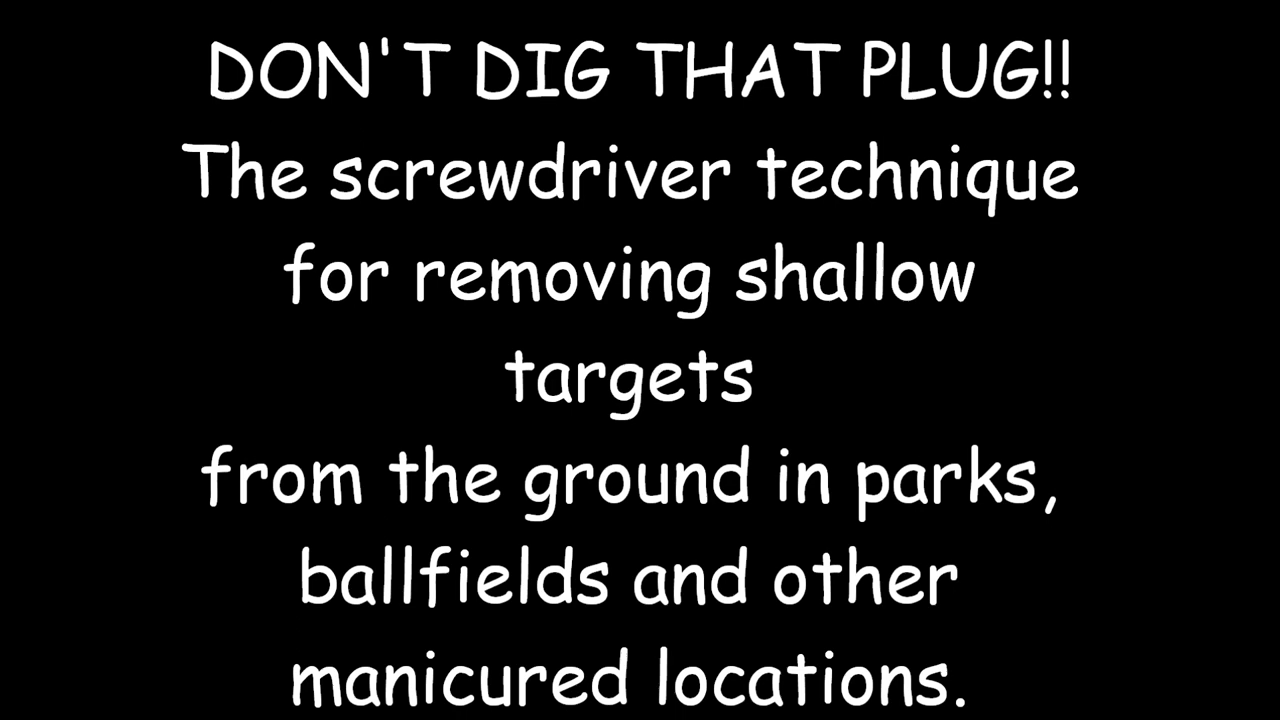 DON'T DIG THAT PLUG!!
The screwdriver technique
for removing shallow
targets
from the ground in parks,
ballfields and other
manicured locations.